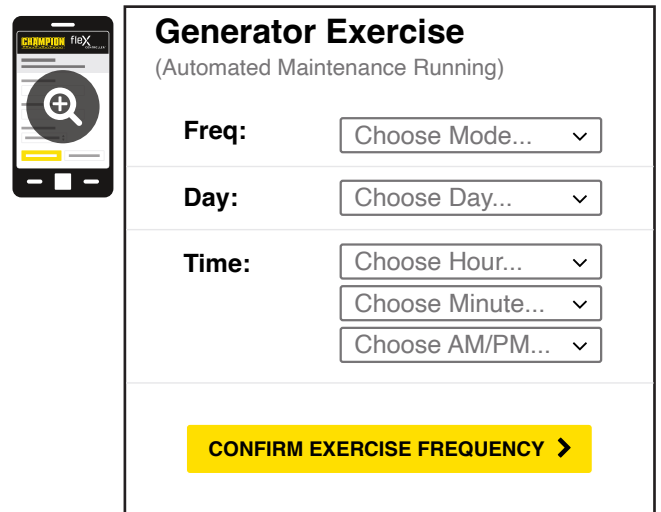 CHAMPION fleX
CONTROLLER
Generator Exercise
(Automated Maintenance Running)
Freq: Choose Mode...
Day: Choose Day...
Time: Choose Hour...
Choose Minute...
Choose AM/PM...
CONFIRM EXERCISE FREQUENCY